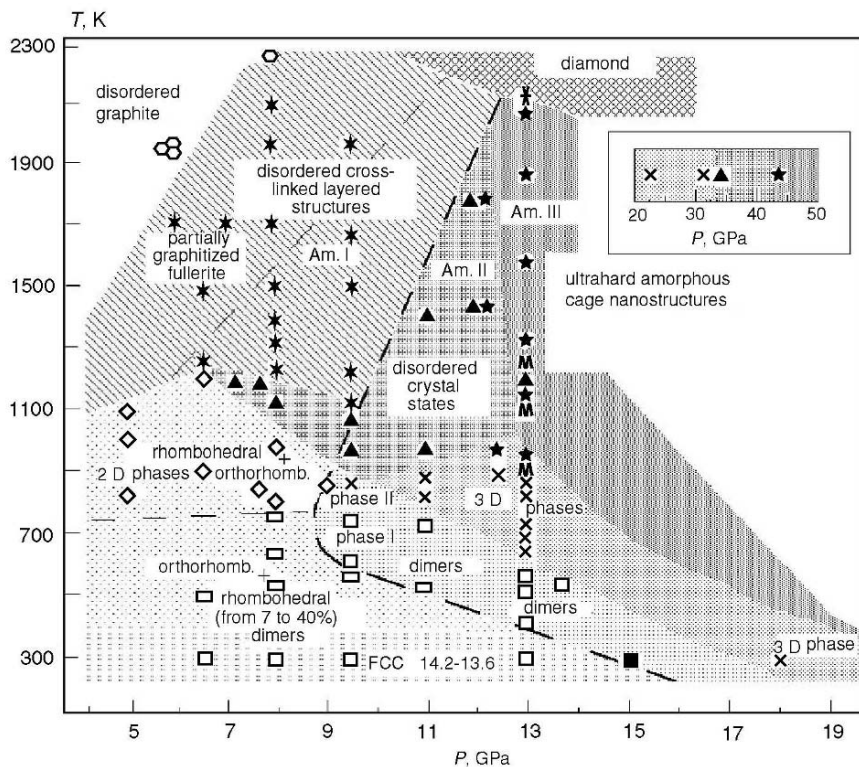 T, K
2300
1900
1500
1100
700
300
disordered
graphite
diamond
disordered cross-
linked layered
structures
partially
graphitized
fullerite
Am. I
Am. II
Am. III
20 30 40 50
P, GPa
ultrahard amorphous
cage nanostructures
disordered
crystal
states
rhombohedral
2 D phases orthorhomb.
phase II
3 D
phases
phase I
orthorhomb.
dimers
rhombohedral
(from 7 to 40%)
dimers
dimers
3 D phase
FCC 14.2-13.6
5 7 9 11 13 15 17 19
P, GPa